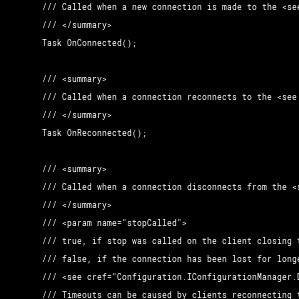 /// Called when a new connection is made to the <see
/// </summary>
Task OnConnected();
/// <summary>
/// Called when a connection reconnects to the <see
/// </summary>
Task OnReconnected();
/// <summary>
/// Called when a connection disconnects from the <s
/// </summary>
/// <param name="stopCalled">
/// true, if stop was called on the client closing t
/// false, if the connection has been lost for longe
/// <see cref="Configuration.IConfigurationManager.D
/// Timeouts can be caused by clients reconnecting t